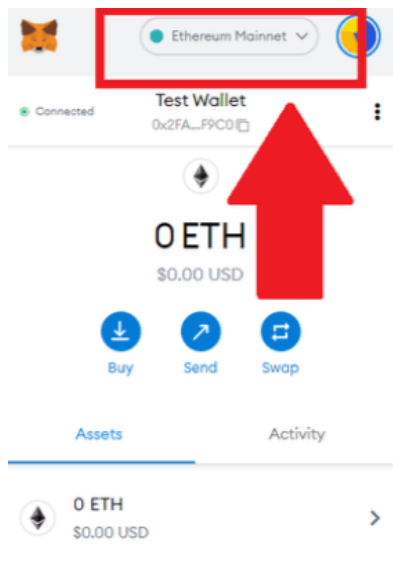 Ethereum Mainnet
Connected
Test Wallet
0x2FA...F9C0
0 ETH
$0.00 USD
Buy Send Swap
Assets Activity
0 ETH
$0.00 USD